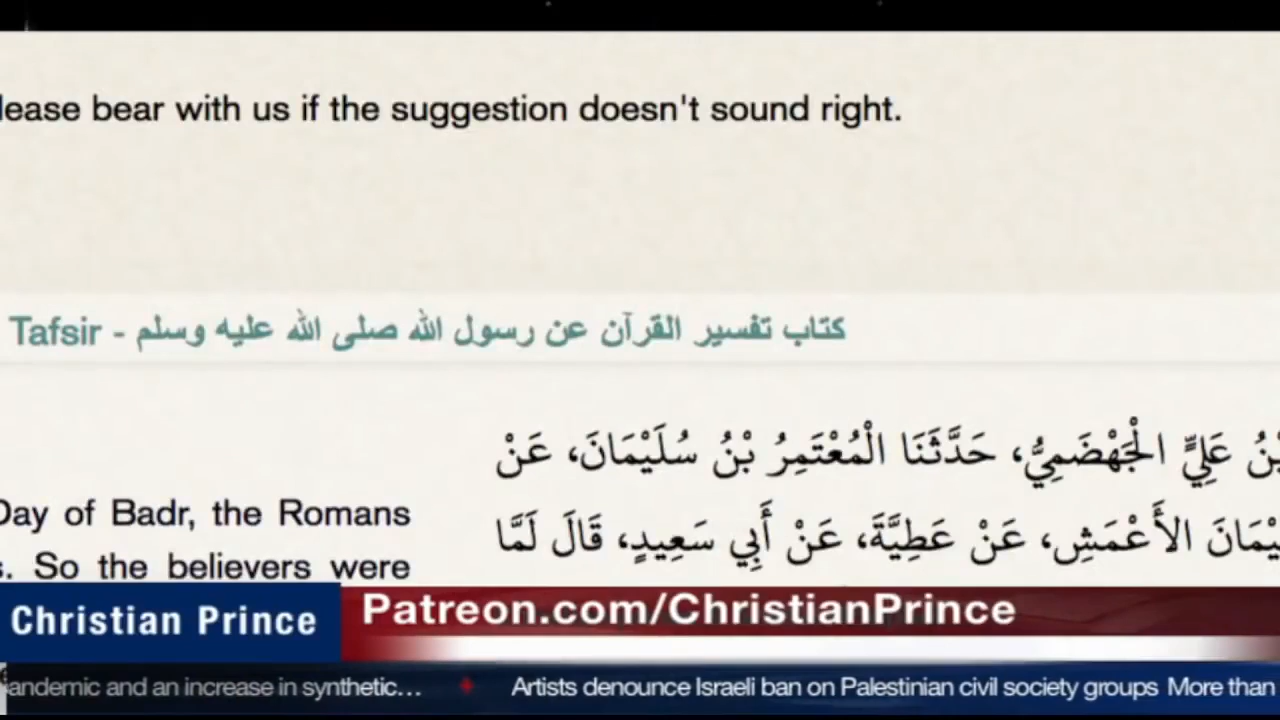 lease bear with us if the suggestion doesn't sound right.
Tafsir - كتاب تفسير القرآن عن رسول الله صلى الله عليه وسلم
بْنُ عَلِيٍّ الْجَهْضَمِيُّ، حَدَّثَنَا الْمُعْتَمِرُ بْنُ سُلَيْمَانَ، عَنْ
يْمَانَ الأَعْمَشِ، عَنْ عَطِيَّةَ، عَنْ أَبِي سَعِيدٍ، قَالَ لَمَّا
Day of Badr, the Romans
s. So the believers were
Christian Prince
Patreon.com/ChristianPrince
andemic and an increase in synthetic... Artists denounce Israeli ban on Palestinian civil society groups More than